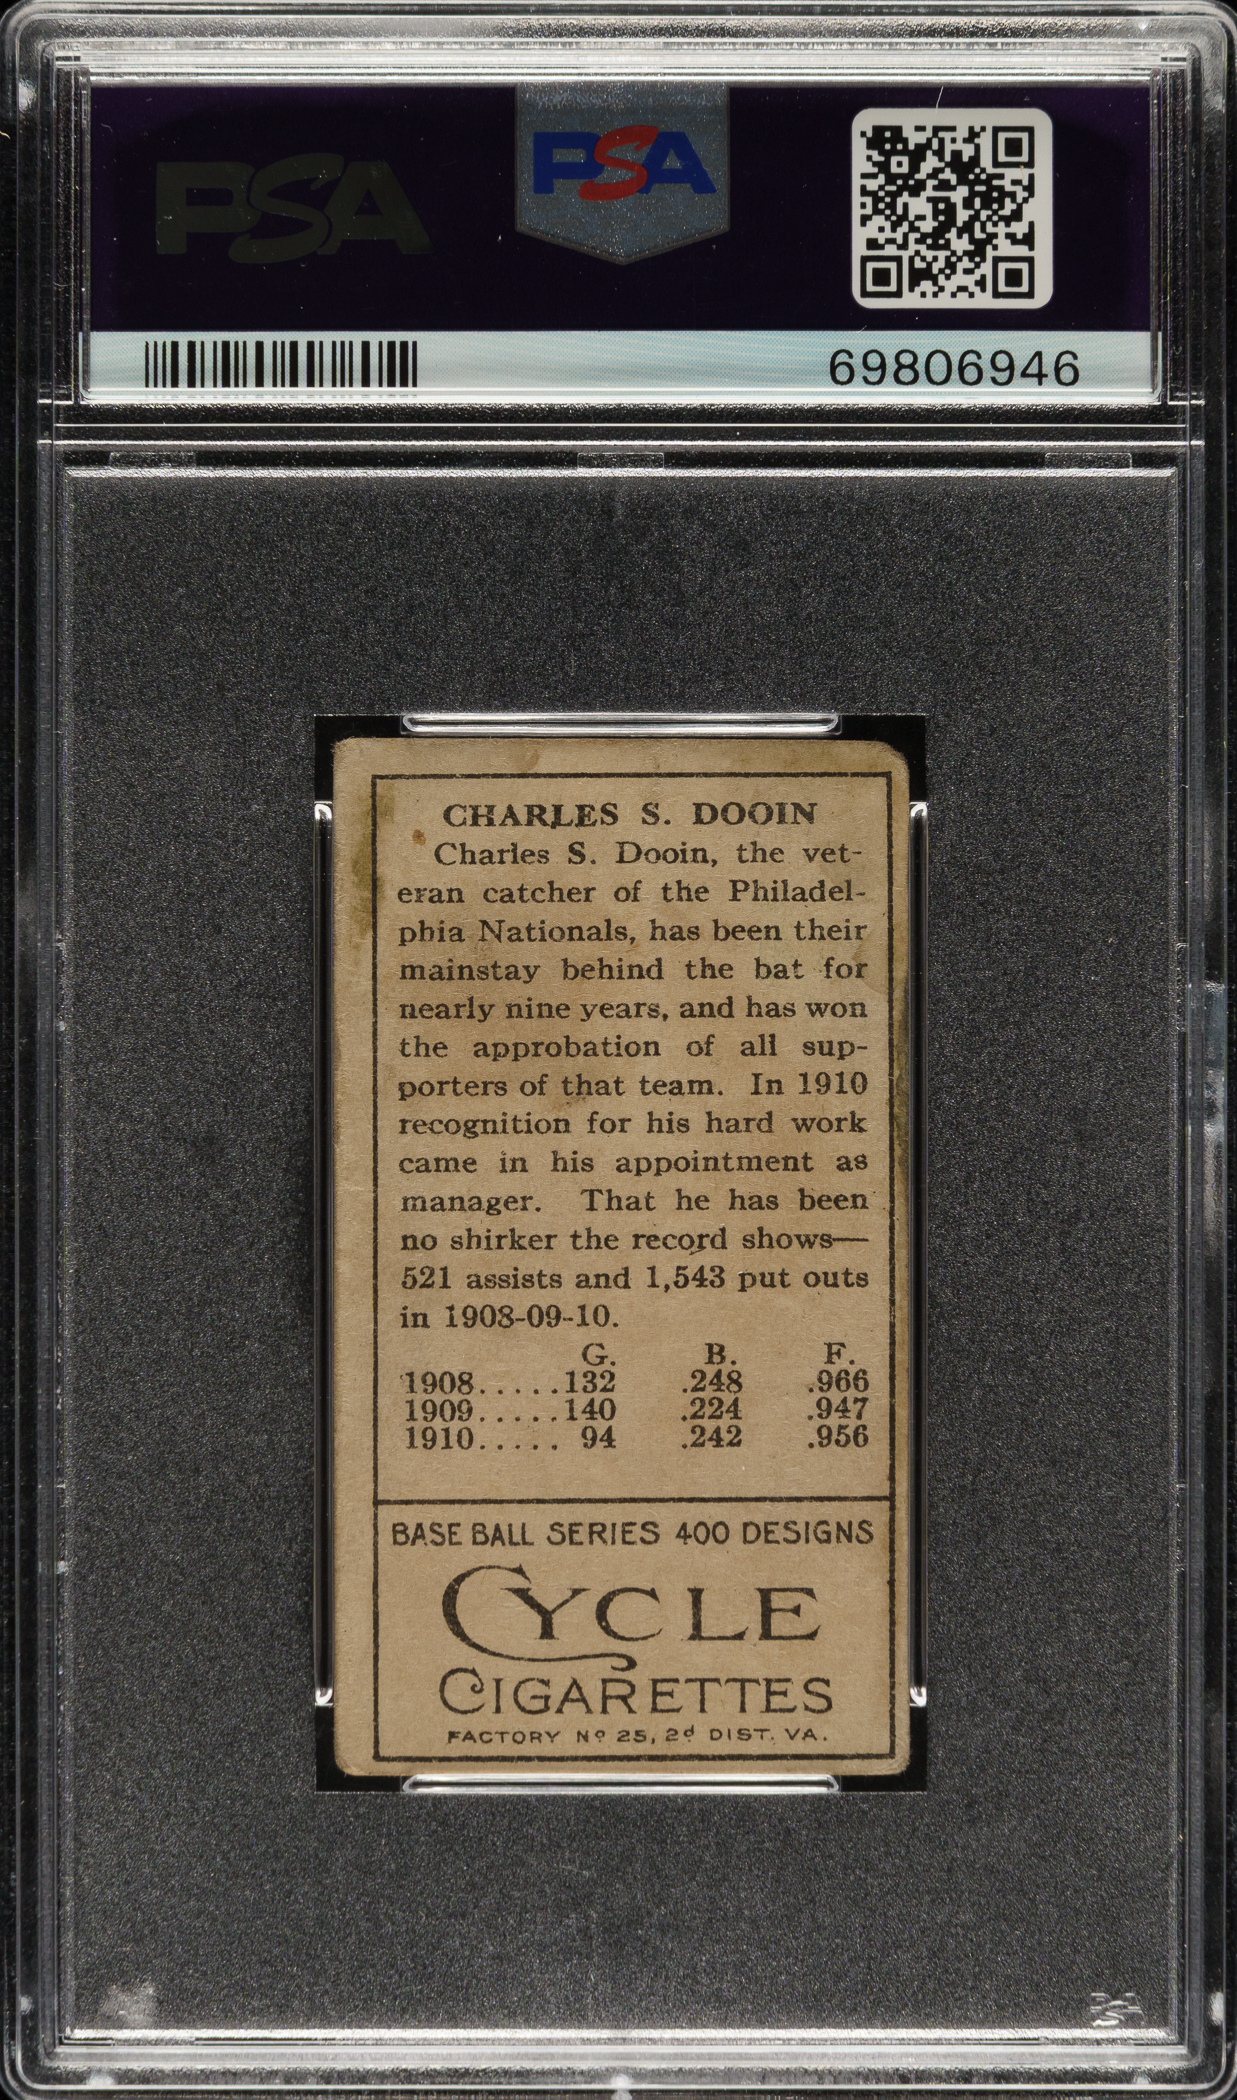 PSA
PSA
69806946
CHARLES S. DOOIN
Charles S. Dooin, the vet-
eran catcher of the Philadel-
phia Nationals, has been their
mainstay behind the bat for
nearly nine years, and has won
the approbation of all sup-
porters of that team. In 1910
recognition for his hard work
came in his appointment as
manager. That he has been
no shirker the record shows—
521 assists and 1,543 put outs
in 1908-09-10.
G. B. F.
1908.....132 .248 .966
1909.....140 .224 .947
1910..... 94 .242 .956
BASE BALL SERIES 400 DESIGNS
CYCLE
CIGARETTES
FACTORY Nº 25, 2d DIST. VA.
PSA